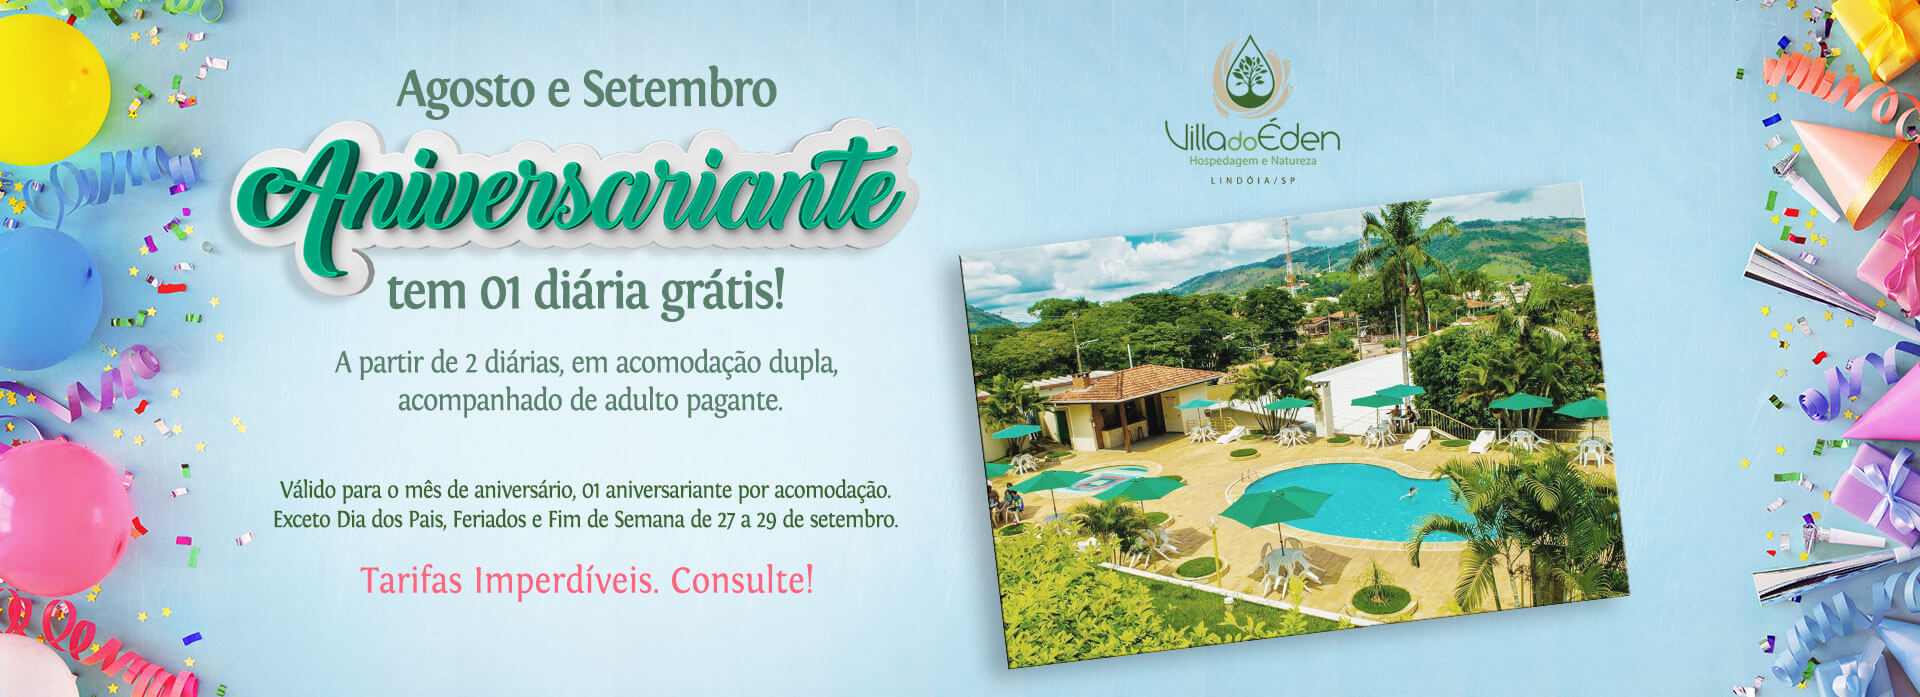 Agosto e Setembro
Aniversariante
tem 01 diária grátis!
A partir de 2 diárias, em acomodação dupla,
acompanhado de adulto pagante.
Válido para o mês de aniversário, 01 aniversariante por acomodação.
Exceto Dia dos Pais, Feriados e Fim de Semana de 27 a 29 de setembro.
Tarifas Imperdíveis. Consulte!
Villa do Éden
Hospedagem e Natureza
LINDÓIA/SP